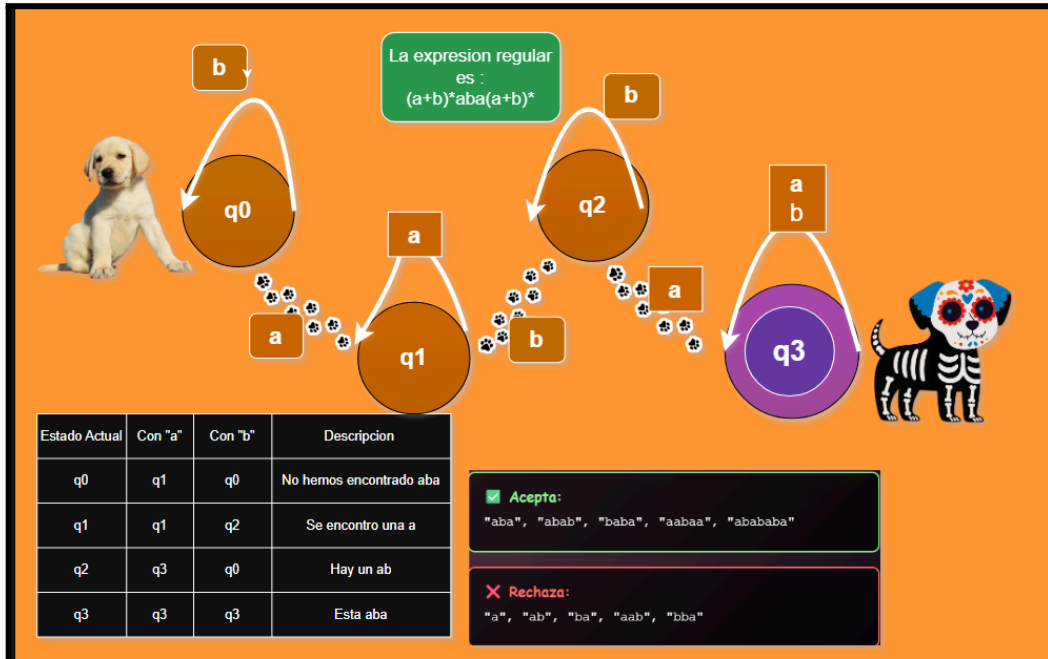 La expresion regular
es :
(a+b)*aba(a+b)*
b
b
q0
q2
a
b
a
a
a
b
q1
q3
Estado Actual Con "a" Con "b" Descripcion
q0 q1 q0 No hemos encontrado aba
q1 q1 q2 Se encontro una a
q2 q3 q0 Hay un ab
q3 q3 q3 Esta aba
Acepta:
"aba", "abab", "baba", "aabaa", "abababa"
Rechaza:
"a", "ab", "ba", "aab", "bba"